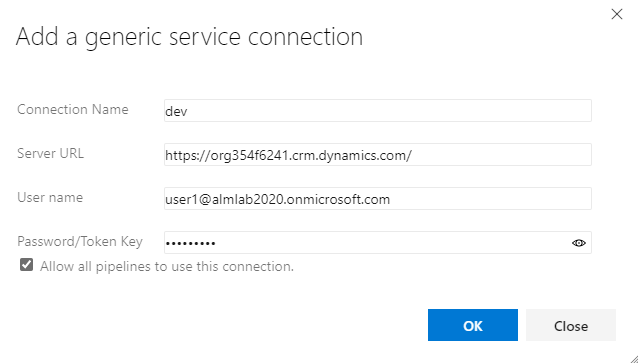 Add a generic service connection
Connection Name dev
Server URL https://org354f6241.crm.dynamics.com/
User name user1@almlab2020.onmicrosoft.com
Password/Token Key •••••••••
Allow all pipelines to use this connection.
OK Close